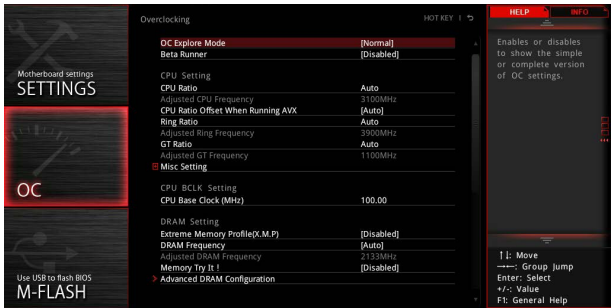 Overclocking
HOT KEY | ↩
HELP
INFO
Motherboard settings
SETTINGS
OC
Use USB to flash BIOS
M-FLASH
OC Explore Mode [Normal]
Beta Runner [Disabled]
CPU Setting
CPU Ratio Auto
Adjusted CPU Frequency 3100MHz
CPU Ratio Offset When Running AVX [Auto]
Ring Ratio Auto
Adjusted Ring Frequency 3900MHz
GT Ratio Auto
Adjusted GT Frequency 1100MHz
Misc Setting
CPU BCLK Setting
CPU Base Clock (MHz) 100.00
DRAM Setting
Extreme Memory Profile(X.M.P) [Disabled]
DRAM Frequency [Auto]
Adjusted DRAM Frequency 2133MHz
Memory Try It ! [Disabled]
> Advanced DRAM Configuration
Enables or disables
to show the simple
or complete version
of OC settings.
↑↓: Move
→←: Group Jump
Enter: Select
+/-: Value
F1: General Help